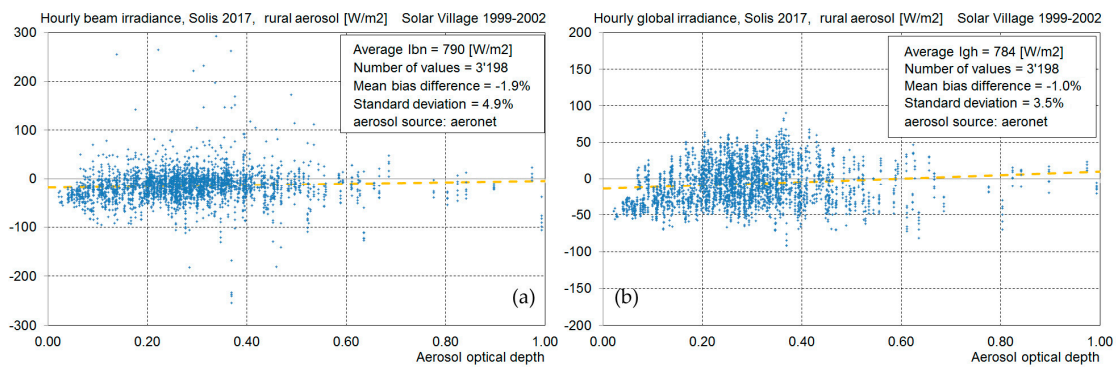 Hourly beam irradiance, Solis 2017, rural aerosol [W/m2] Solar Village 1999-2002
300
200
100
0
-100
-200
-300
Average Ibn = 790 [W/m2]
Number of values = 3'198
Mean bias difference = -1.9%
Standard deviation = 4.9%
aerosol source: aeronet
(a)
0.00 0.20 0.40 0.60 0.80 1.00
Aerosol optical depth
Hourly global irradiance, Solis 2017, rural aerosol [W/m2] Solar Village 1999-2002
200
150
100
50
0
-50
-100
-150
-200
Average Igh = 784 [W/m2]
Number of values = 3'198
Mean bias difference = -1.0%
Standard deviation = 3.5%
aerosol source: aeronet
(b)
0.00 0.20 0.40 0.60 0.80 1.00
Aerosol optical depth